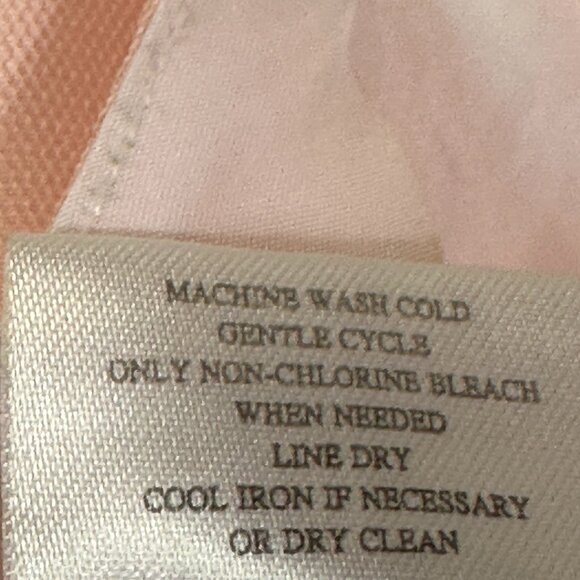 MACHINE WASH COLD
GENTLE CYCLE
ONLY NON-CHLORINE BLEACH
WHEN NEEDED
LINE DRY
COOL IRON IF NECESSARY
OR DRY CLEAN